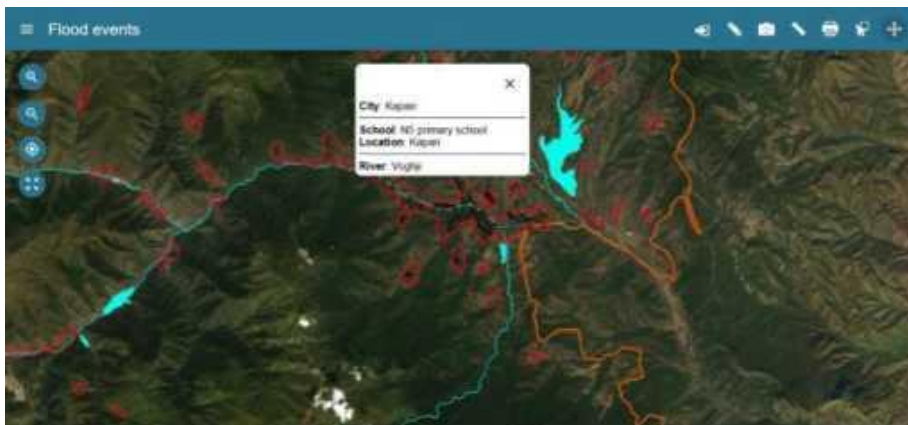 Flood events
City: Kapan
School: N5 primary school
Location: Kapan
River: Voghji